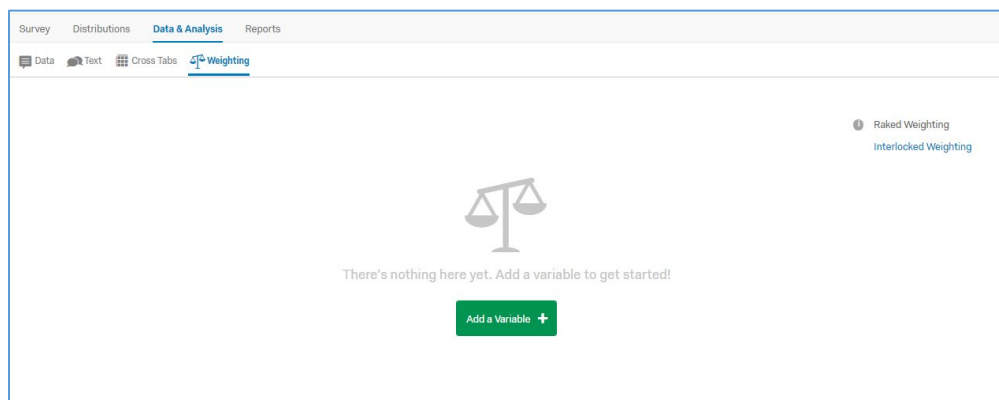 Survey Distributions Data & Analysis Reports
Data Text Cross Tabs Weighting
Raked Weighting
Interlocked Weighting
There's nothing here yet. Add a variable to get started!
Add a Variable +